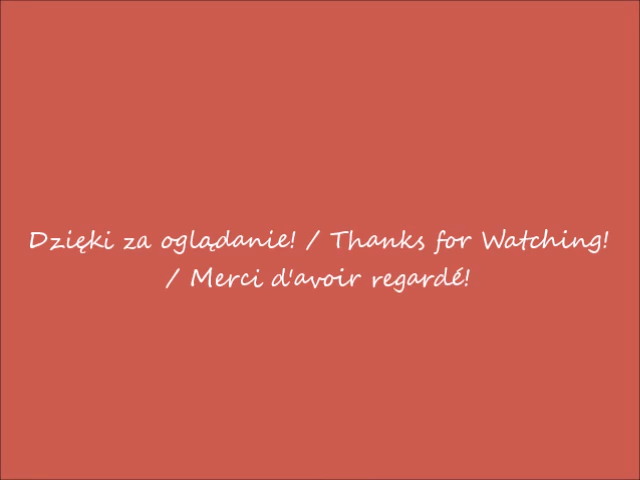 Dzięki za oglądanie! / Thanks for Watching!
/ Merci d'avoir regardé!